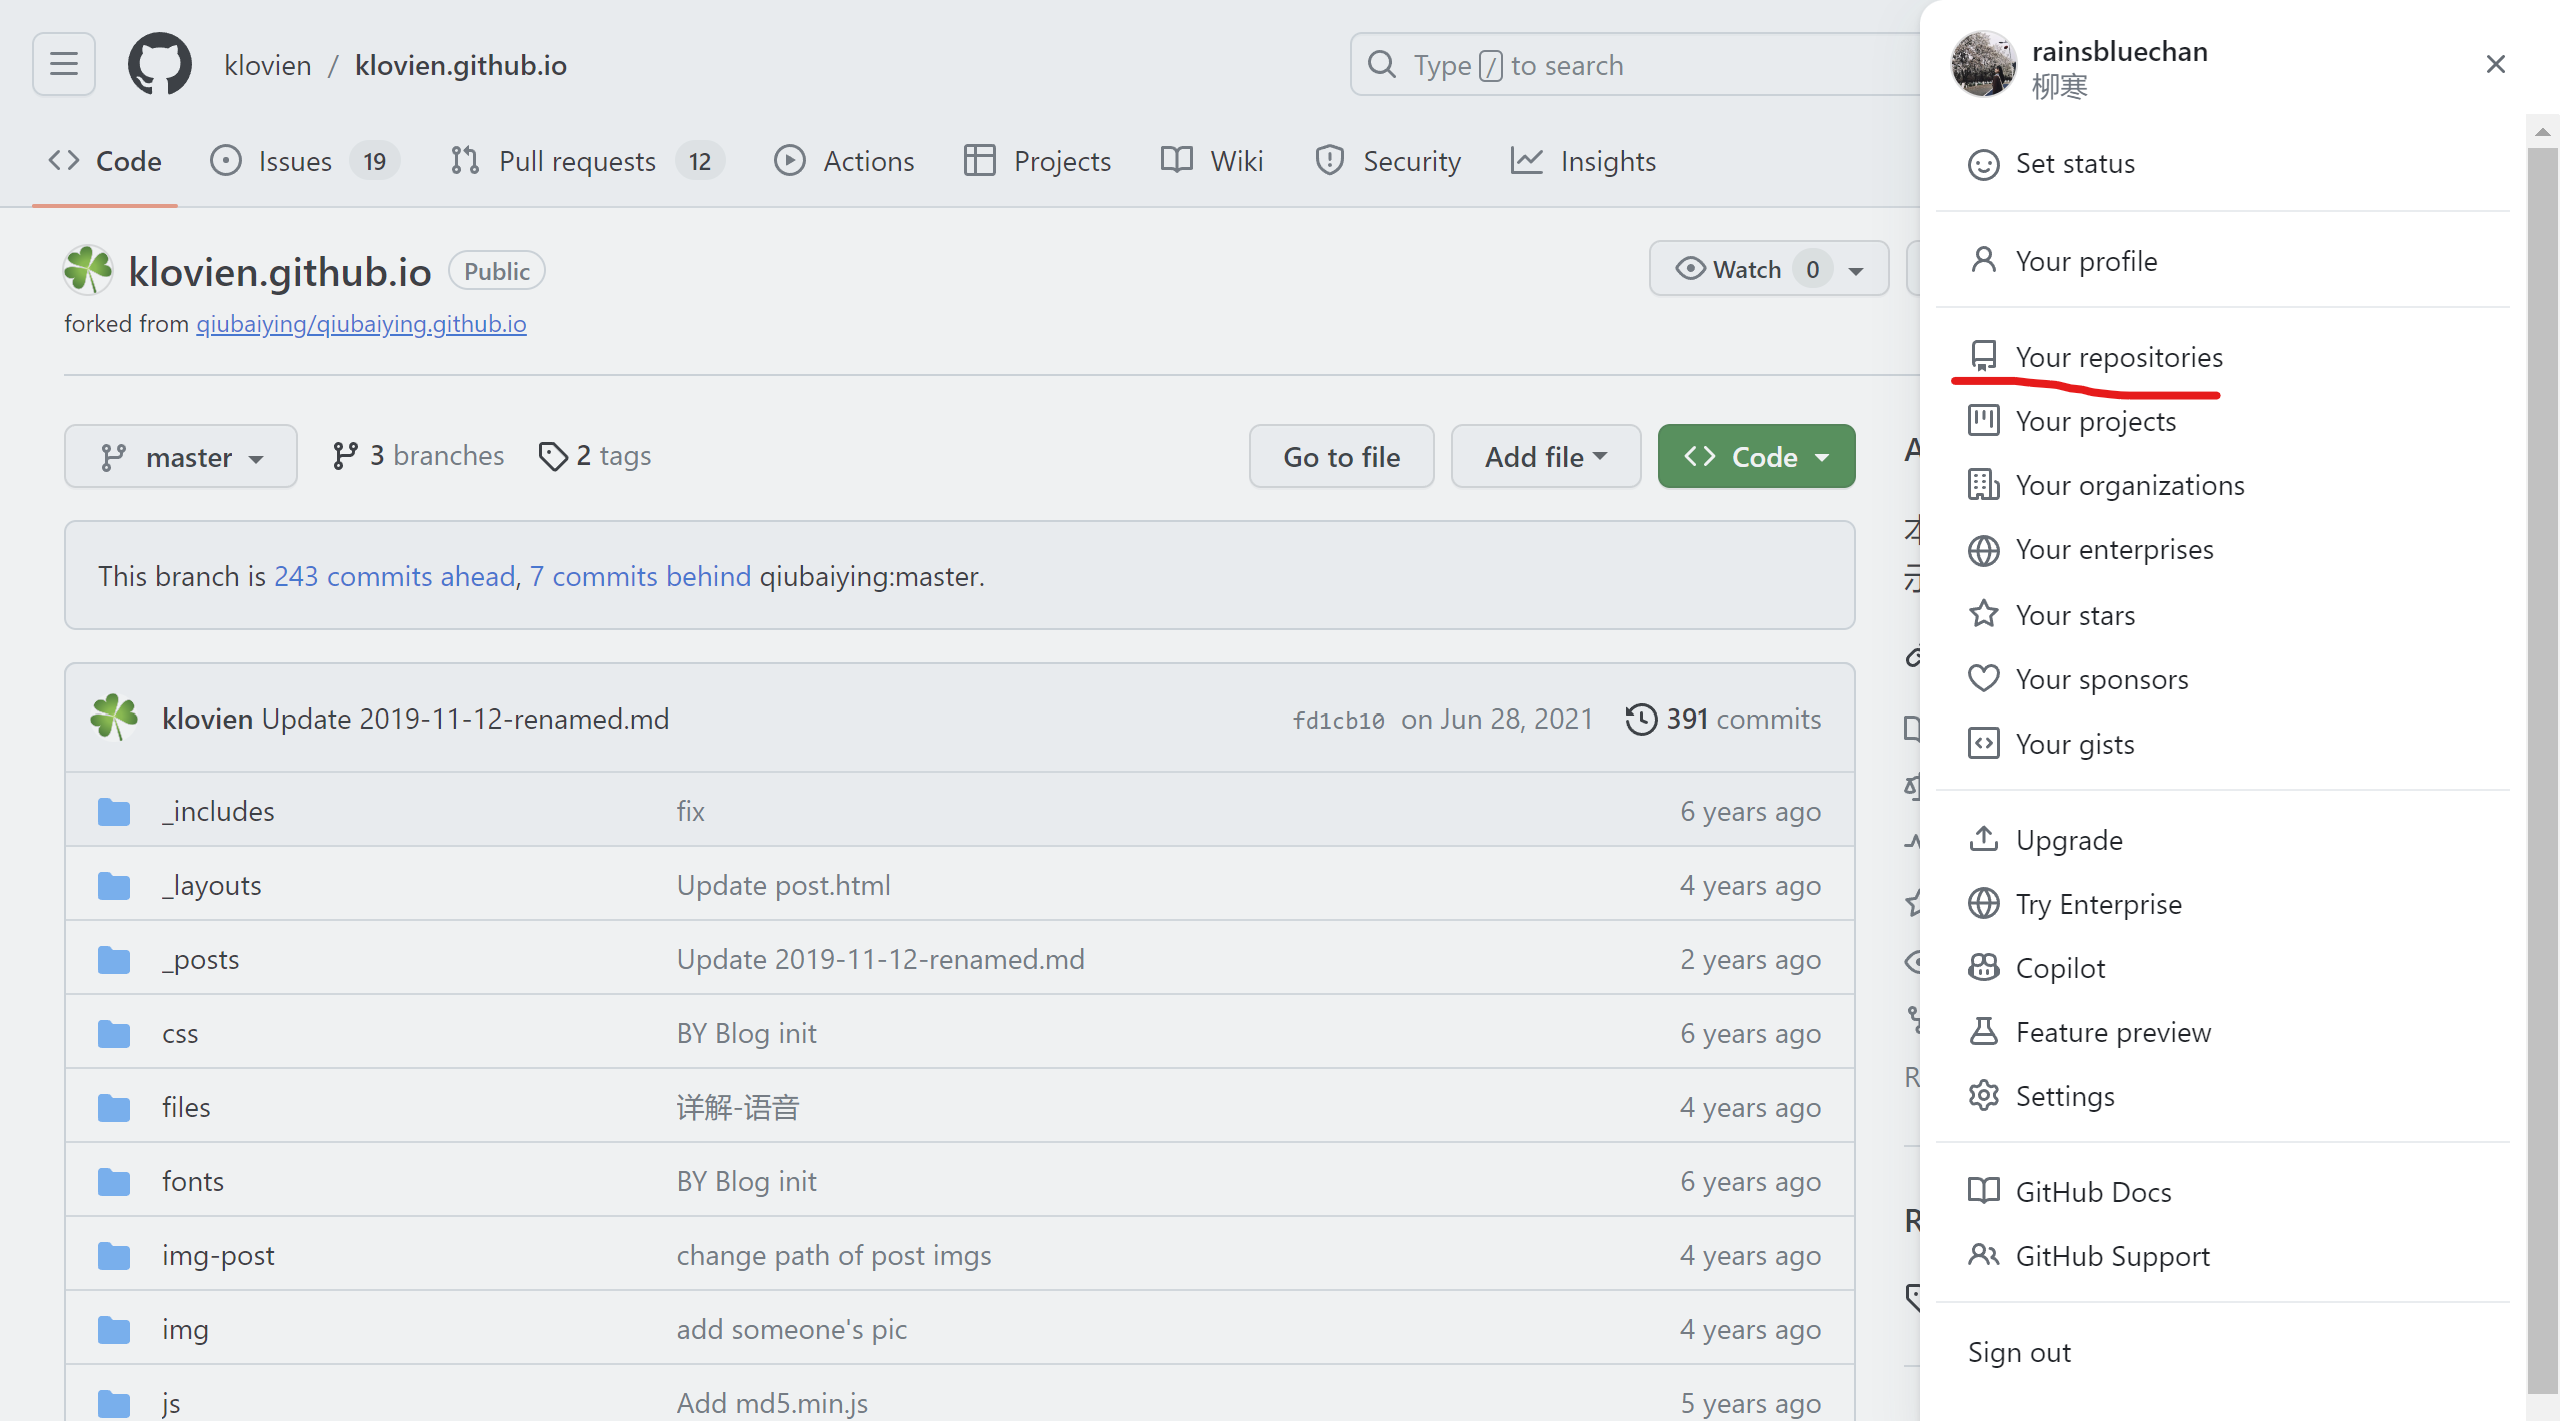 klovien / klovien.github.io
Type / to search
Code
Issues 19
Pull requests 12
Actions
Projects
Wiki
Security
Insights
klovien.github.io Public
Watch 0
forked from qiubaiying/qiubaiying.github.io
master
3 branches
2 tags
Go to file
Add file
Code
This branch is 243 commits ahead, 7 commits behind qiubaiying:master.
klovien Update 2019-11-12-renamed.md fd1cb10 on Jun 28, 2021 391 commits
_includes fix 6 years ago
_layouts Update post.html 4 years ago
_posts Update 2019-11-12-renamed.md 2 years ago
css BY Blog init 6 years ago
files 详解-语音 4 years ago
fonts BY Blog init 6 years ago
img-post change path of post imgs 4 years ago
img add someone's pic 4 years ago
js Add md5.min.js 5 years ago
rainsbluechan
柳寒
Set status
Your profile
Your repositories
Your projects
Your organizations
Your enterprises
Your stars
Your sponsors
Your gists
Upgrade
Try Enterprise
Copilot
Feature preview
Settings
GitHub Docs
GitHub Support
Sign out